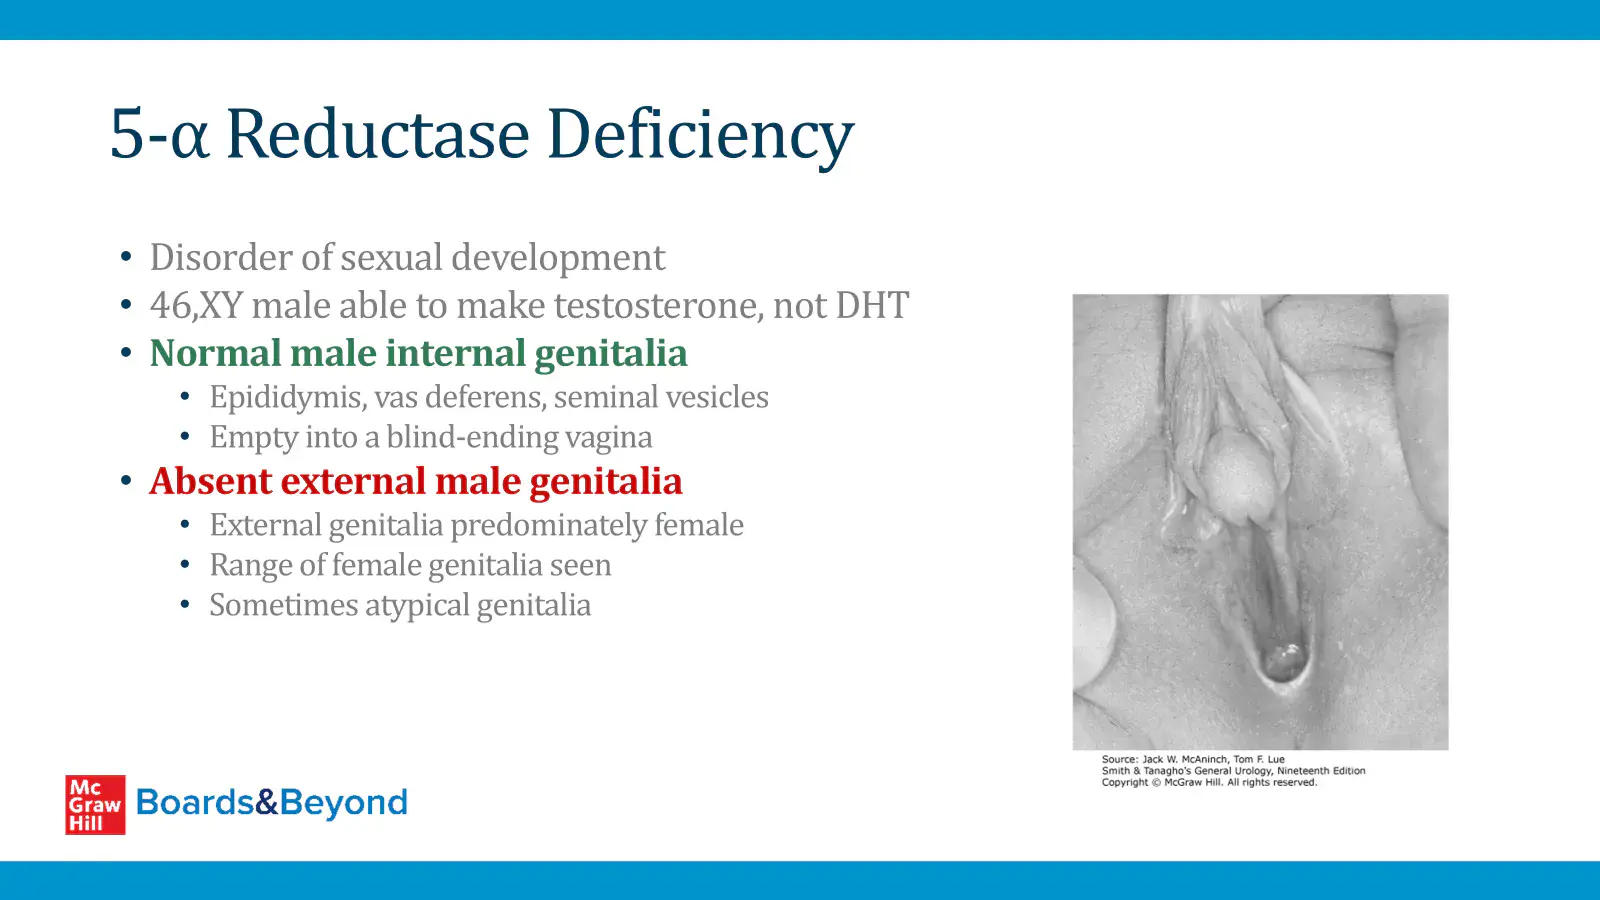 5-α Reductase Deficiency
• Disorder of sexual development
• 46,XY male able to make testosterone, not DHT
• Normal male internal genitalia
• Epididymis, vas deferens, seminal vesicles
• Empty into a blind-ending vagina
• Absent external male genitalia
• External genitalia predominately female
• Range of female genitalia seen
• Sometimes atypical genitalia
Source: Jack W. McAninch, Tom F. Lue
Smith & Tanagho's General Urology, Nineteenth Edition
Copyright © McGraw Hill. All rights reserved.
Mc
Graw
Hill
Boards&Beyond